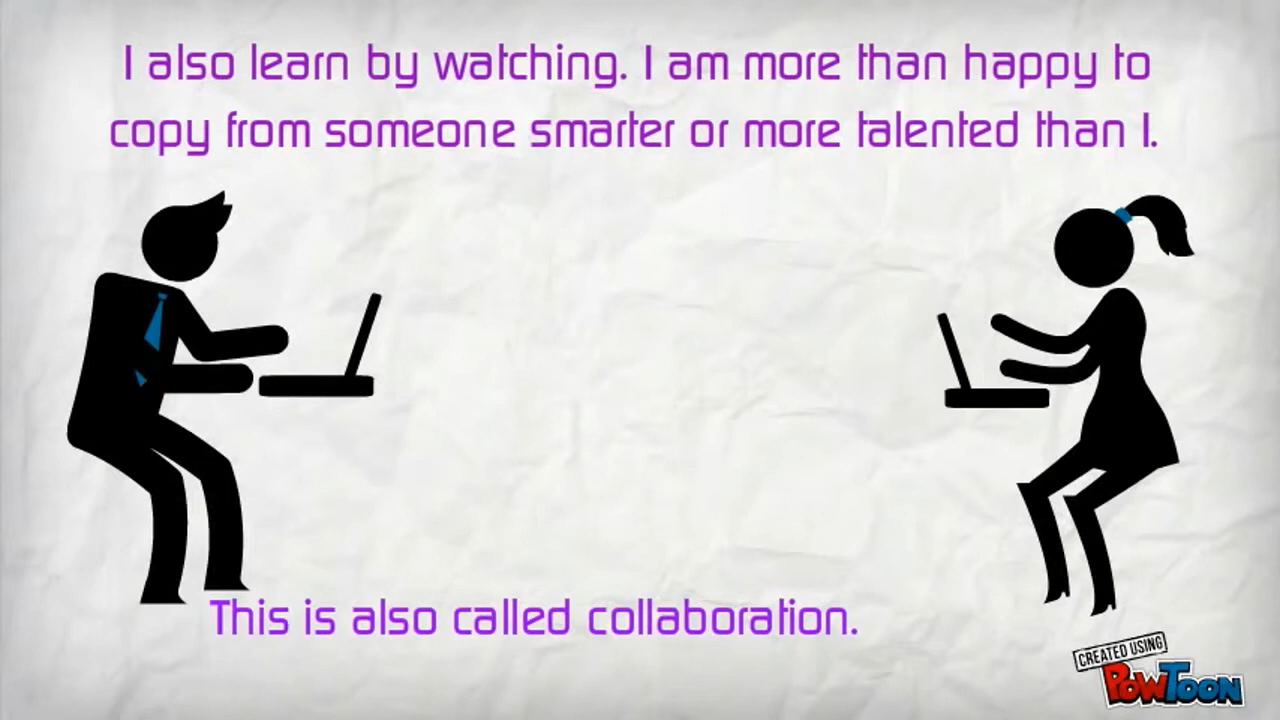 I also learn by watching. I am more than happy to
copy from someone smarter or more talented than I.
This is also called collaboration.
CREATED USING
POWTOON